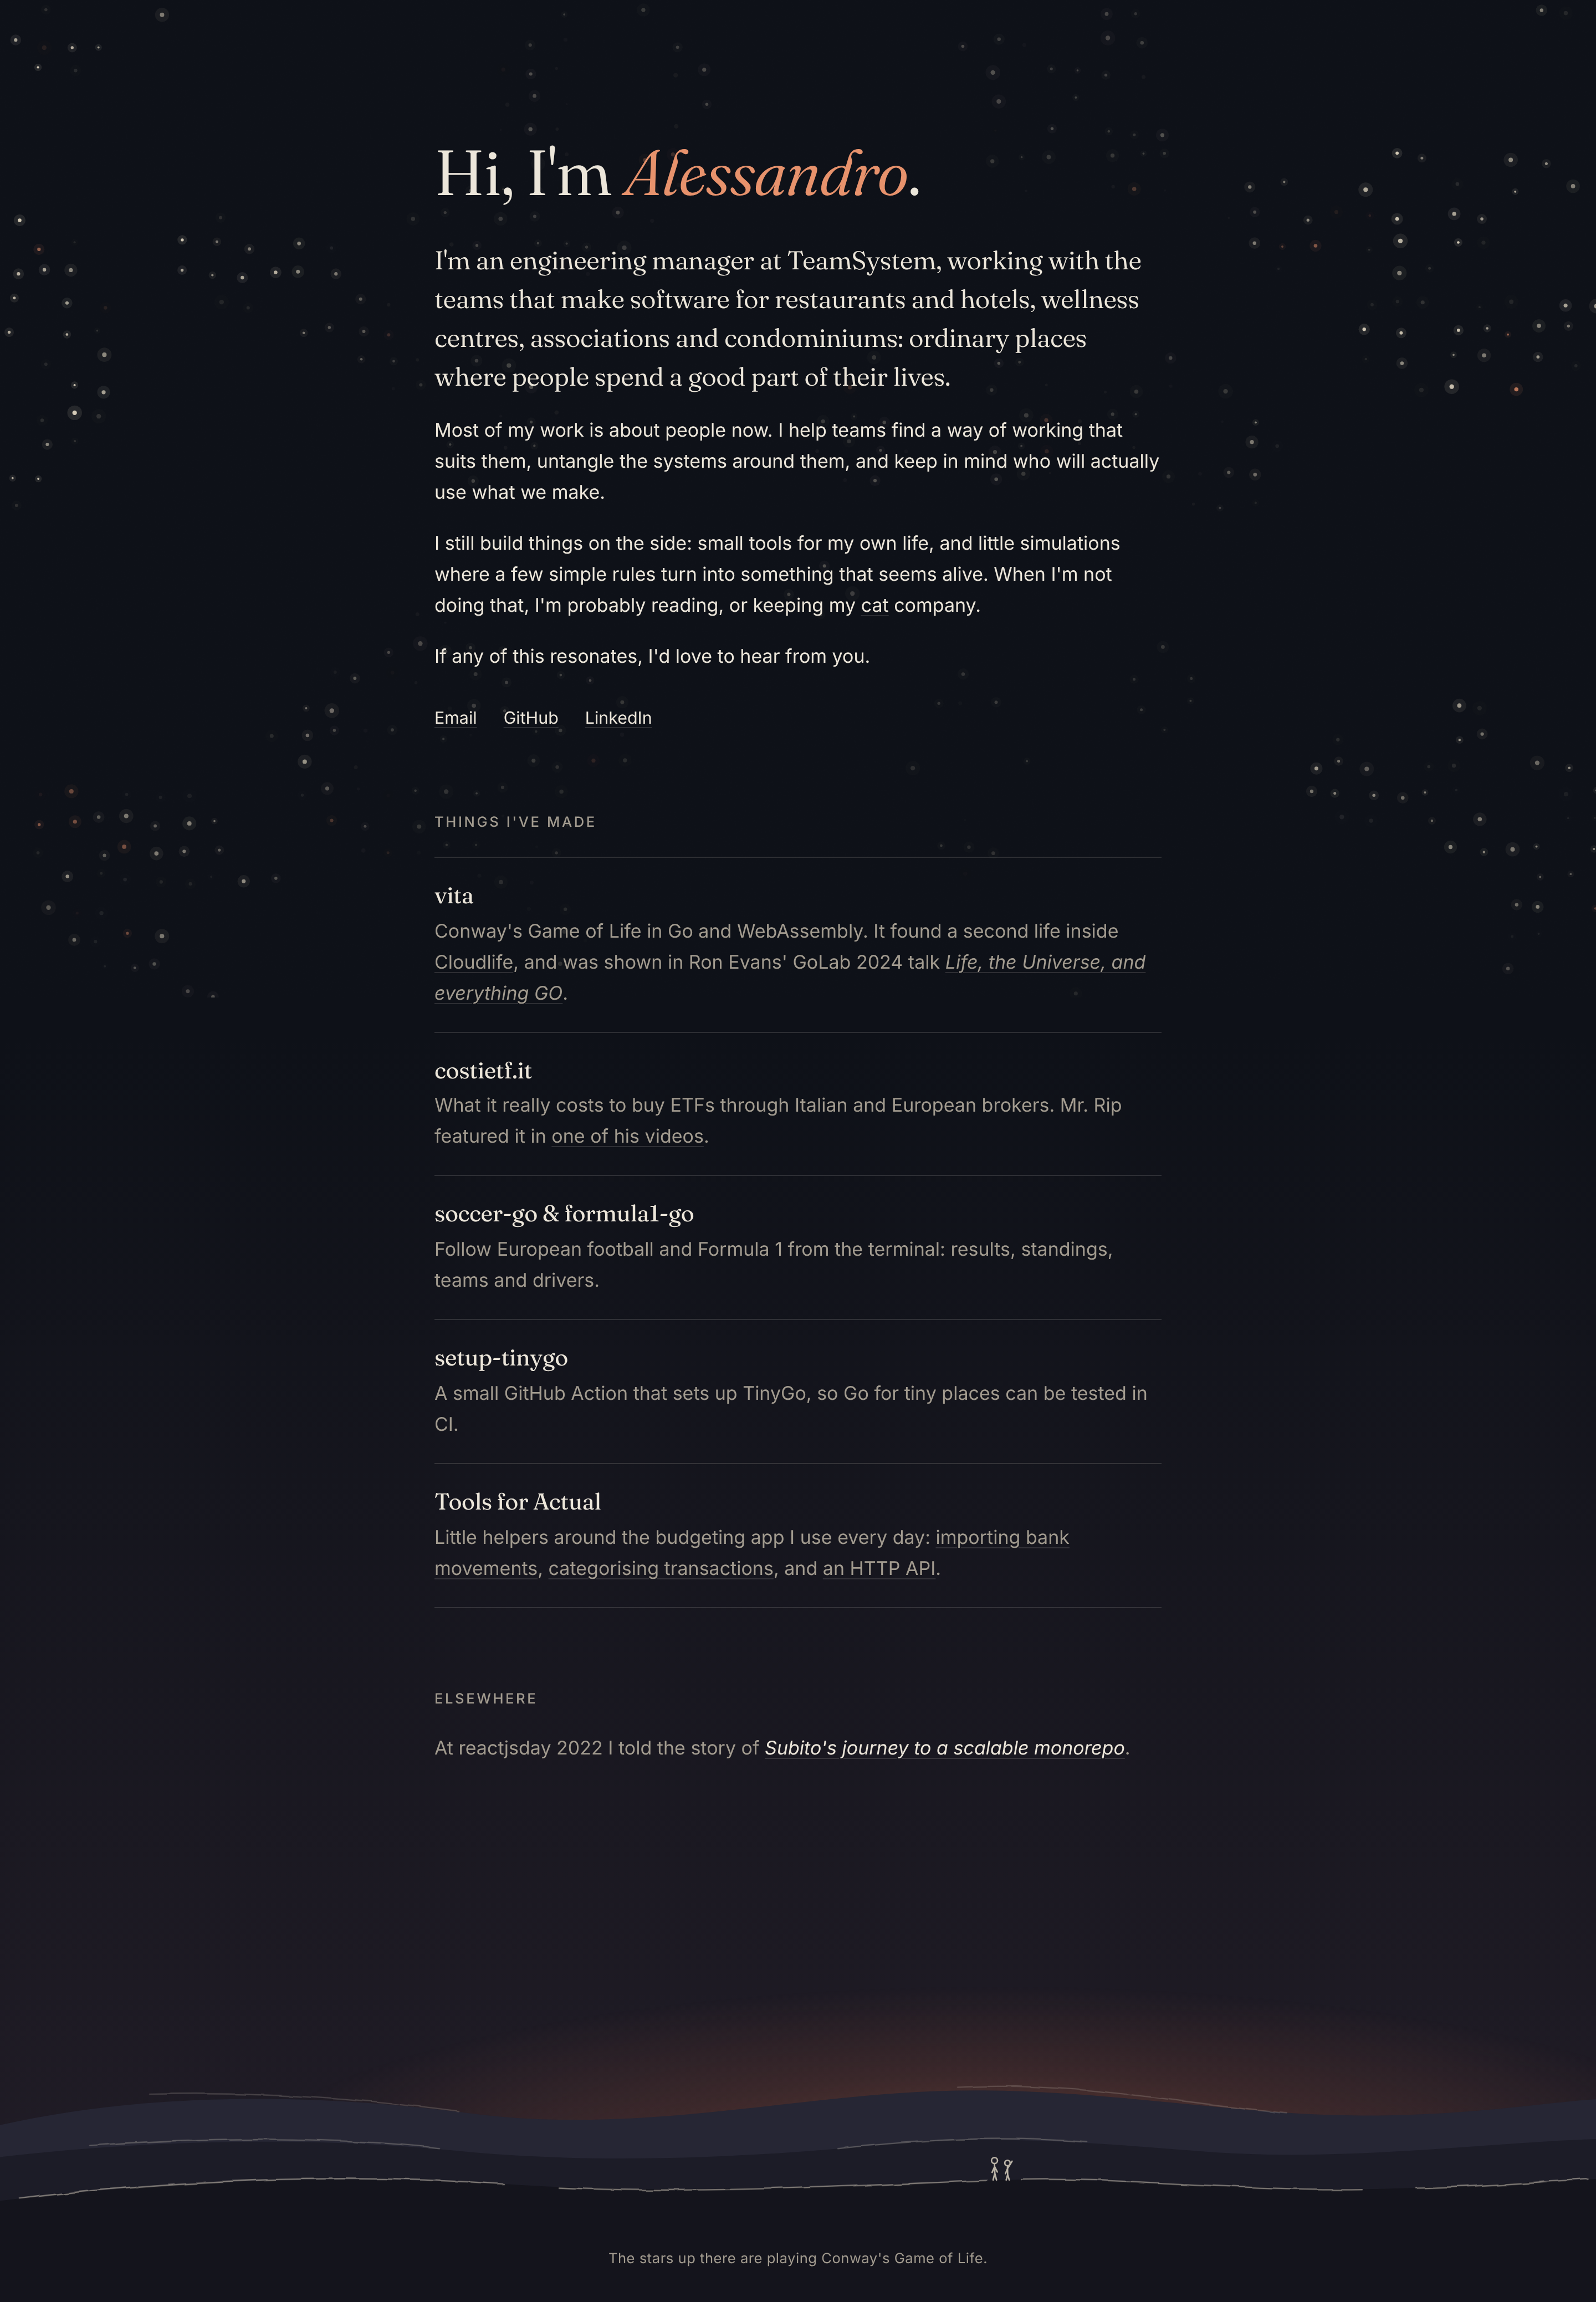 Hi, I'm Alessandro.
I'm an engineering manager at TeamSystem, working with the
teams that make software for restaurants and hotels, wellness
centres, associations and condominiums: ordinary places
where people spend a good part of their lives.
Most of my work is about people now. I help teams find a way of working that
suits them, untangle the systems around them, and keep in mind who will actually
use what we make.
I still build things on the side: small tools for my own life, and little simulations
where a few simple rules turn into something that seems alive. When I'm not
doing that, I'm probably reading, or keeping my cat company.
If any of this resonates, I'd love to hear from you.
Email GitHub LinkedIn
THINGS I'VE MADE
vita
Conway's Game of Life in Go and WebAssembly. It found a second life inside
Cloudlife, and was shown in Ron Evans' GoLab 2024 talk Life, the Universe, and
everything GO.
costietf.it
What it really costs to buy ETFs through Italian and European brokers. Mr. Rip
featured it in one of his videos.
soccer-go & formula1-go
Follow European football and Formula 1 from the terminal: results, standings,
teams and drivers.
setup-tinygo
A small GitHub Action that sets up TinyGo, so Go for tiny places can be tested in
CI.
Tools for Actual
Little helpers around the budgeting app I use every day: importing bank
movements, categorising transactions, and an HTTP API.
ELSEWHERE
At reactjsday 2022 I told the story of Subito's journey to a scalable monorepo.
The stars up there are playing Conway's Game of Life.